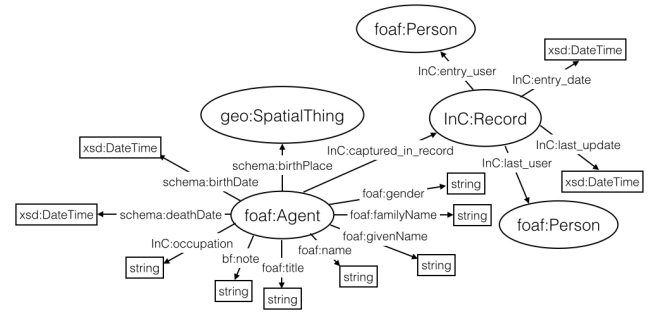 foaf:Person
xsd:DateTime
InC:entry_user
InC:entry_date
geo:SpatialThing
InC:Record
xsd:DateTime
InC:captured_in_record
InC:last_update
schema:birthPlace
InC:last_user
schema:birthDate
foaf:gender
string
xsd:DateTime
xsd:DateTime
schema:deathDate
foaf:Agent
foaf:familyName
string
foaf:Person
InC:occupation
foaf:givenName
bf:note
foaf:name
foaf:title
string
string
string
string
string